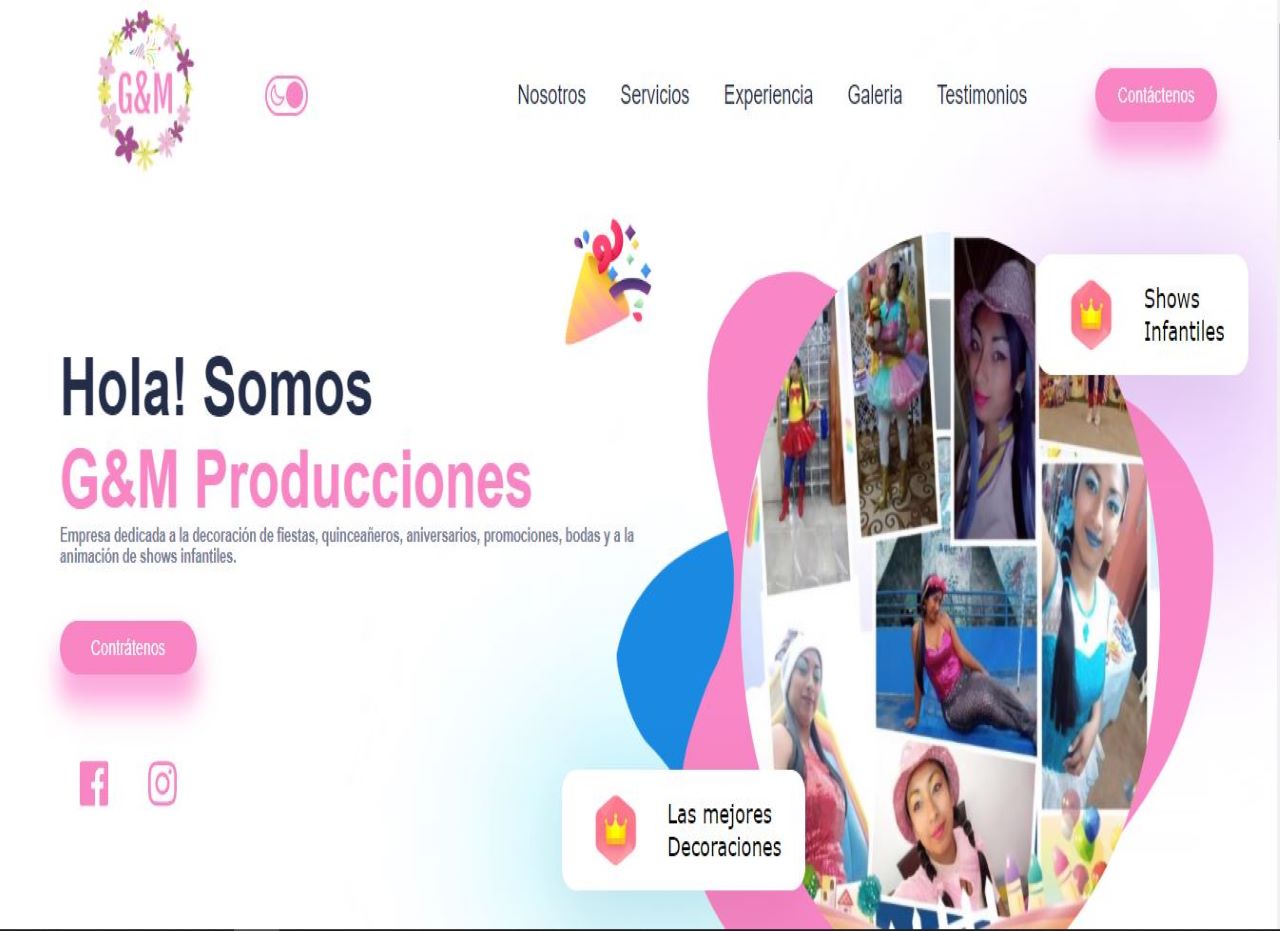 G&M
Nosotros
Servicios
Experiencia
Galeria
Testimonios
Contáctenos
Shows
Infantiles
Hola! Somos
G&M Producciones
Empresa dedicada a la decoración de fiestas, quinceañeros, aniversarios, promociones, bodas y a la
animación de shows infantiles.
Contrátenos
Las mejores
Decoraciones